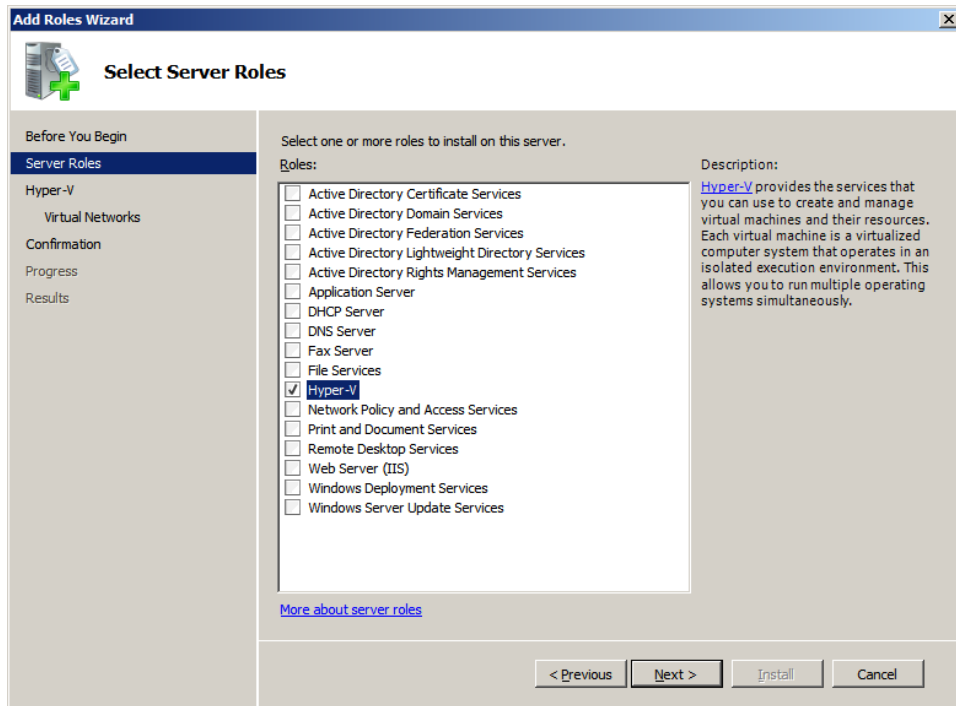 Add Roles Wizard
Select Server Roles
Before You Begin
Server Roles
Hyper-V
Virtual Networks
Confirmation
Progress
Results
Select one or more roles to install on this server.
Roles:
Active Directory Certificate Services
Active Directory Domain Services
Active Directory Federation Services
Active Directory Lightweight Directory Services
Active Directory Rights Management Services
Application Server
DHCP Server
DNS Server
Fax Server
File Services
Hyper-V
Network Policy and Access Services
Print and Document Services
Remote Desktop Services
Web Server (IIS)
Windows Deployment Services
Windows Server Update Services
More about server roles
Description:
Hyper-V provides the services that
you can use to create and manage
virtual machines and their resources.
Each virtual machine is a virtualized
computer system that operates in an
isolated execution environment. This
allows you to run multiple operating
systems simultaneously.
< Previous
Next >
Install
Cancel